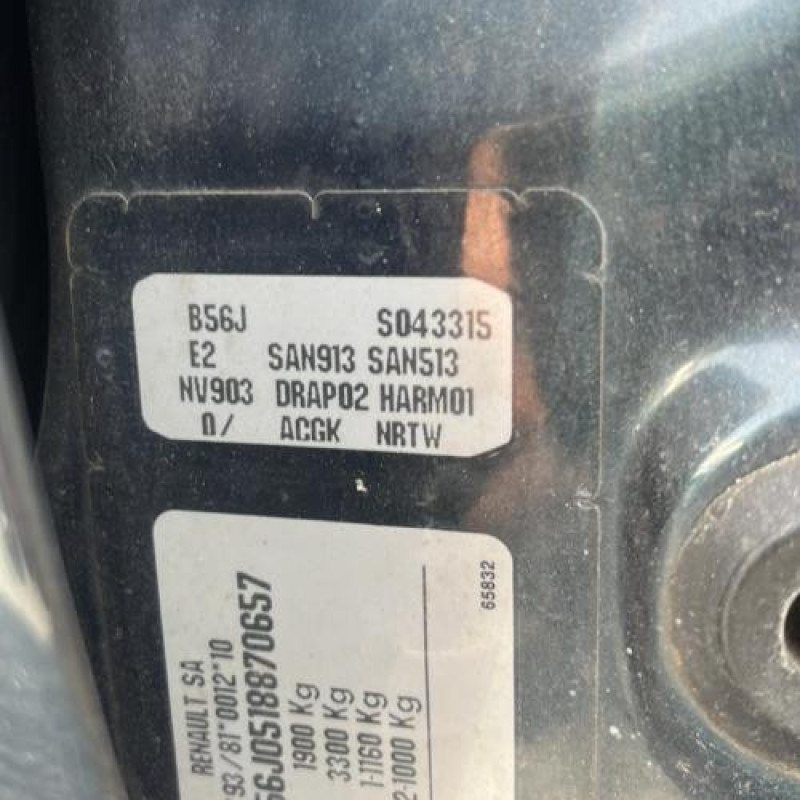 B56J S043315
E2 SAN913 SAN513
NV903 DRAP02 HARM01
0/ ACGK NRTW
65832
RENAULT SA
93/81*0012*10
56J0518870657
1900 Kg
3300 Kg
1-1160 Kg
2-1000 Kg